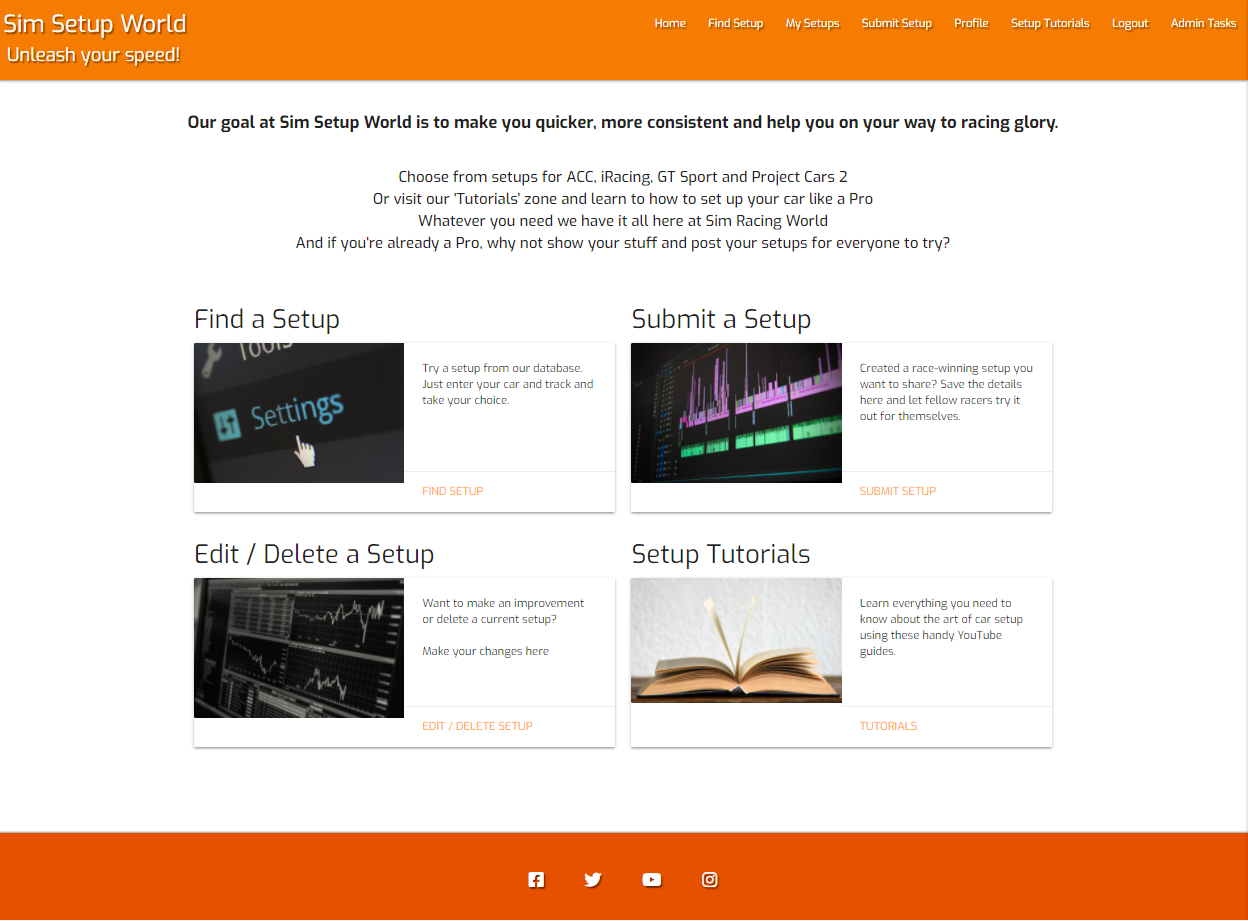 Sim Setup World
Unleash your speed!
Home Find Setup My Setups Submit Setup Profile Setup Tutorials Logout Admin Tasks
Our goal at Sim Setup World is to make you quicker, more consistent and help you on your way to racing glory.
Choose from setups for ACC, iRacing, GT Sport and Project Cars 2
Or visit our 'Tutorials' zone and learn to how to set up your car like a Pro
Whatever you need we have it all here at Sim Racing World
And if you're already a Pro, why not show your stuff and post your setups for everyone to try?
Find a Setup
Tools
Settings
Try a setup from our database.
Just enter your car and track and
take your choice.
FIND SETUP
Submit a Setup
Created a race-winning setup you
want to share? Save the details
here and let fellow racers try it
out for themselves.
SUBMIT SETUP
Edit / Delete a Setup
Want to make an improvement
or delete a current setup?
Make your changes here
EDIT / DELETE SETUP
Setup Tutorials
Learn everything you need to
know about the art of car setup
using these handy YouTube
guides.
TUTORIALS